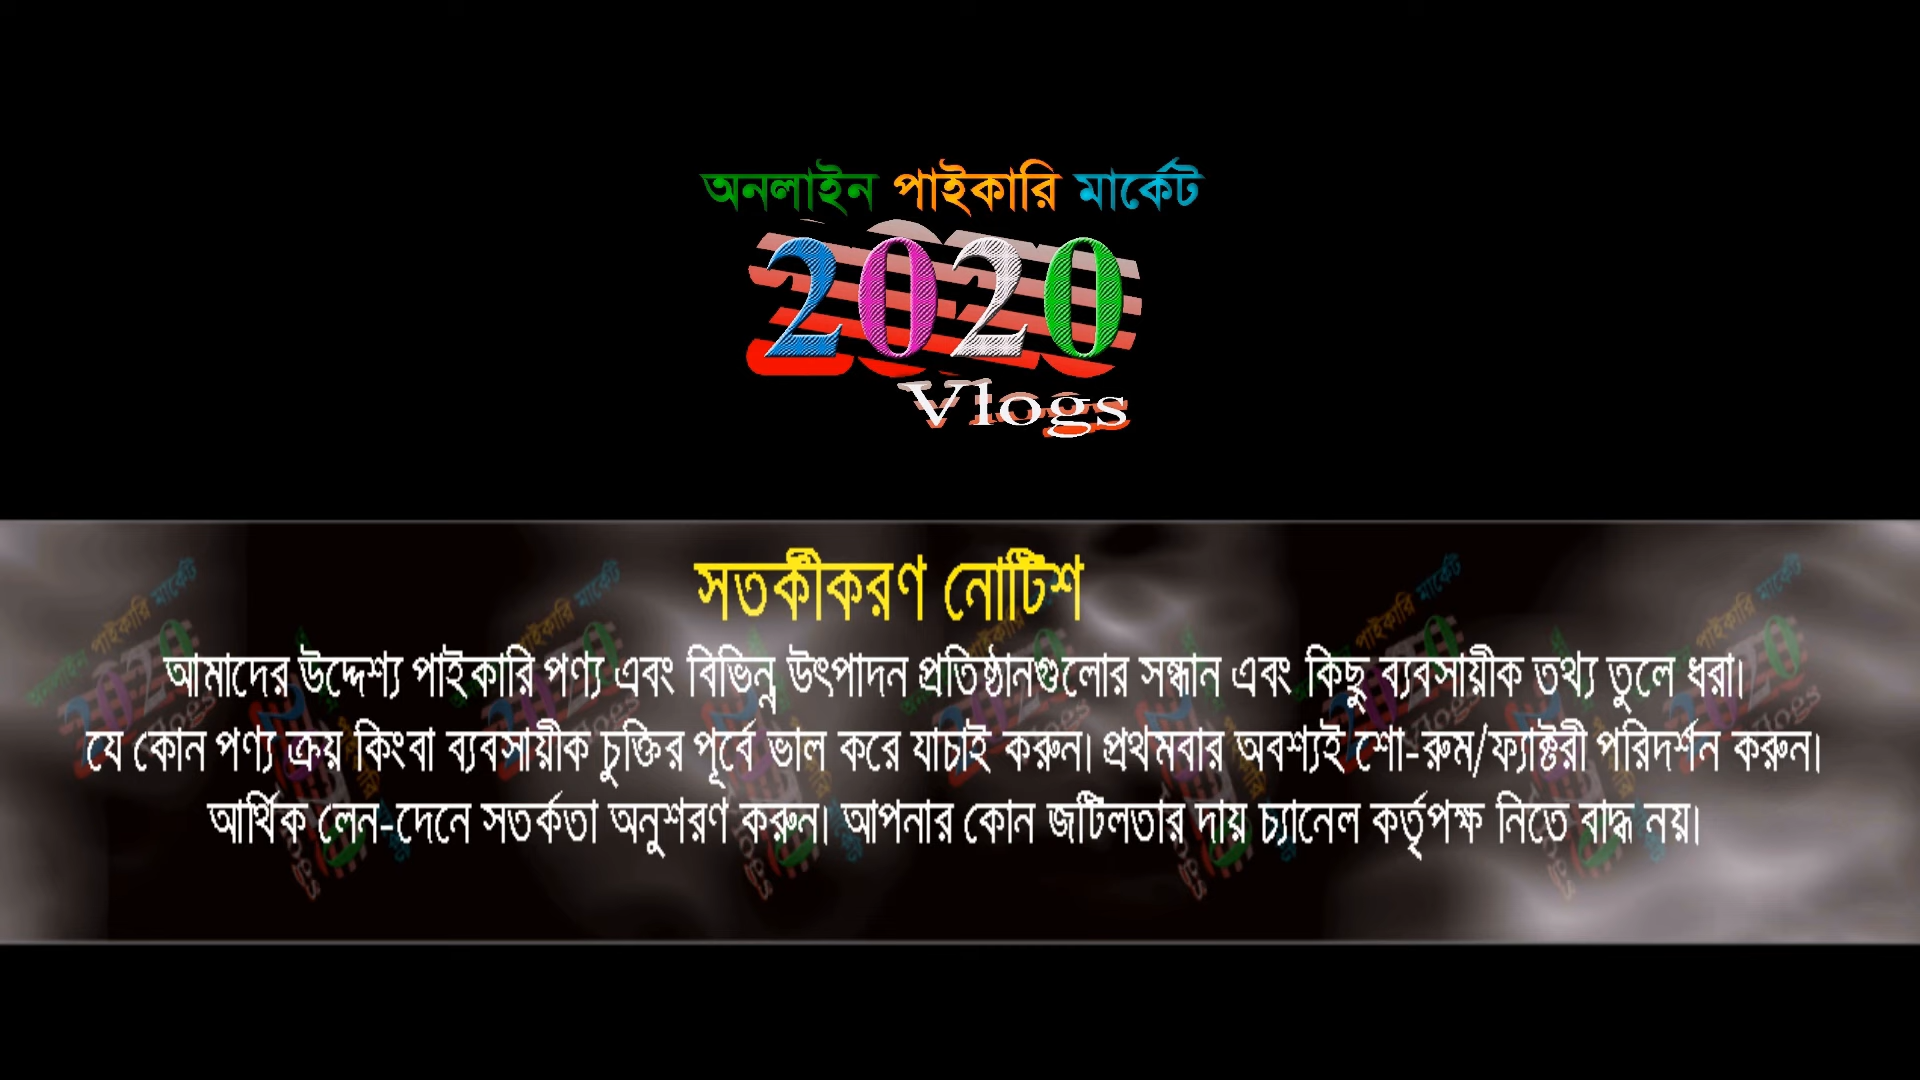 অনলাইন পাইকারি মার্কেট
2020
Vlogs
সতর্কীকরণ নোটিশ
আমাদের উদ্দেশ্য পাইকারি পণ্য এবং বিভিন্ন উৎপাদন প্রতিষ্ঠানগুলোর সন্ধান এবং কিছু ব্যবসায়ীক তথ্য তুলে ধরা।
যে কোন পণ্য ক্রয় কিংবা ব্যবসায়ীক চুক্তির পূর্বে ভাল করে যাচাই করুন। প্রথমবার অবশ্যই শো-রুম/ফ্যাক্টরী পরিদর্শন করুন।
আর্থিক লেন-দেনে সতর্কতা অনুশরণ করুন। আপনার কোন জটিলতার দায় চ্যানেল কর্তৃপক্ষ নিতে বাদ্ধ নয়।